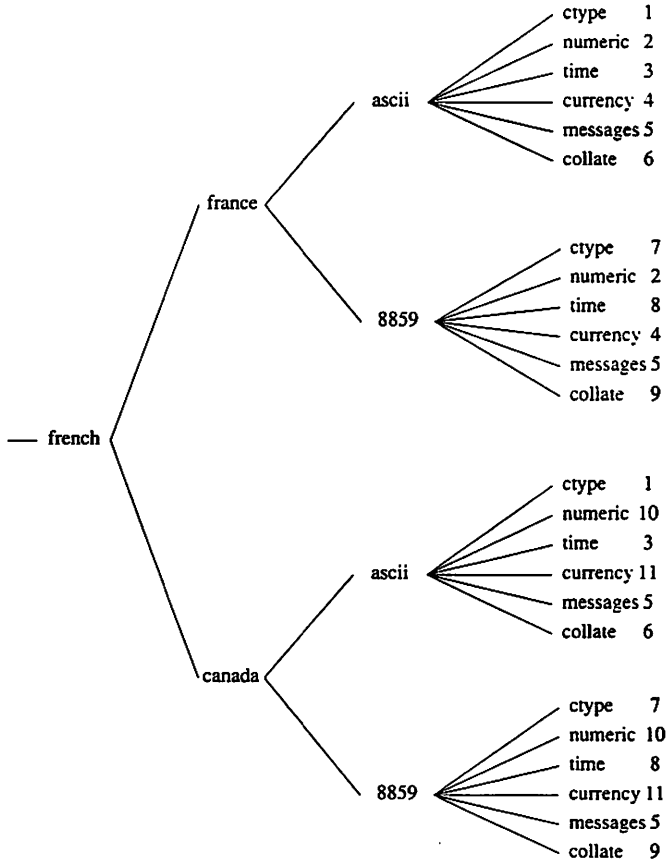 ctype 1
numeric 2
time 3
ascii currency 4
messages 5
collate 6
france
ctype 7
numeric 2
time 8
8859 currency 4
messages 5
collate 9
french
ctype 1
numeric 10
time 3
ascii currency 11
messages 5
collate 6
canada
ctype 7
numeric 10
time 8
8859 currency 11
messages 5
collate 9